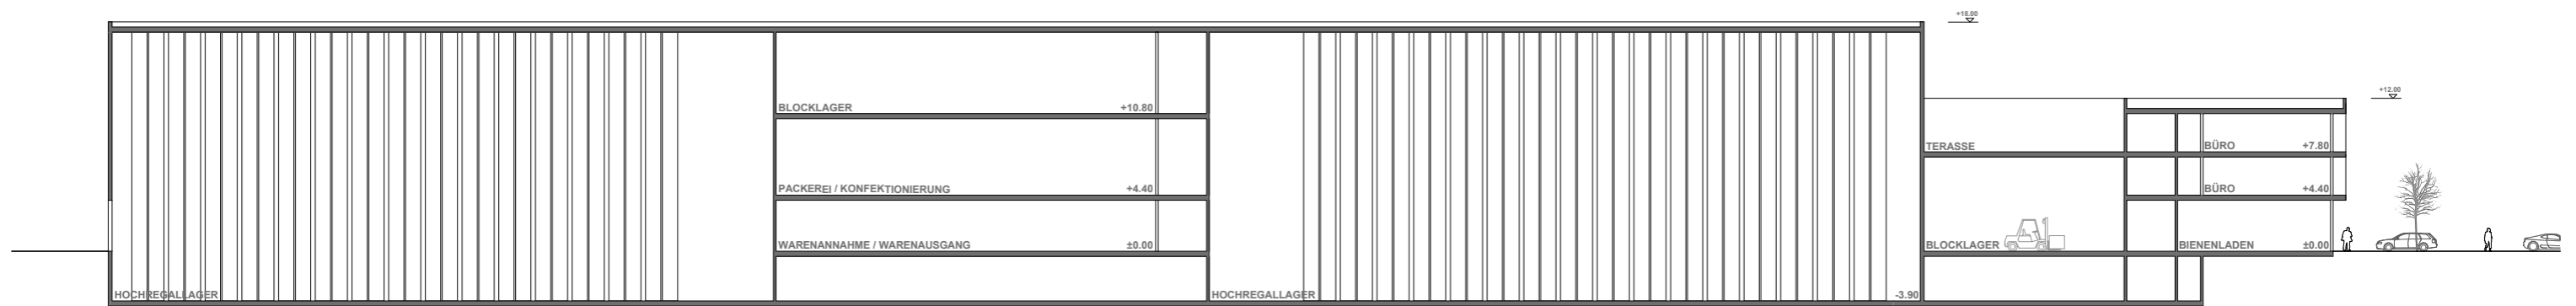 +18.00
+12.00
BLOCKLAGER +10.80
TERASSE
BÜRO +7.80
PACKEREI / KONFEKTIONIERUNG +4.40
BÜRO +4.40
WARENANNAHME / WARENAUSGANG ±0.00
BLOCKLAGER
BIENENLADEN ±0.00
HOCHREGALLAGER
HOCHREGALLAGER
-3.90